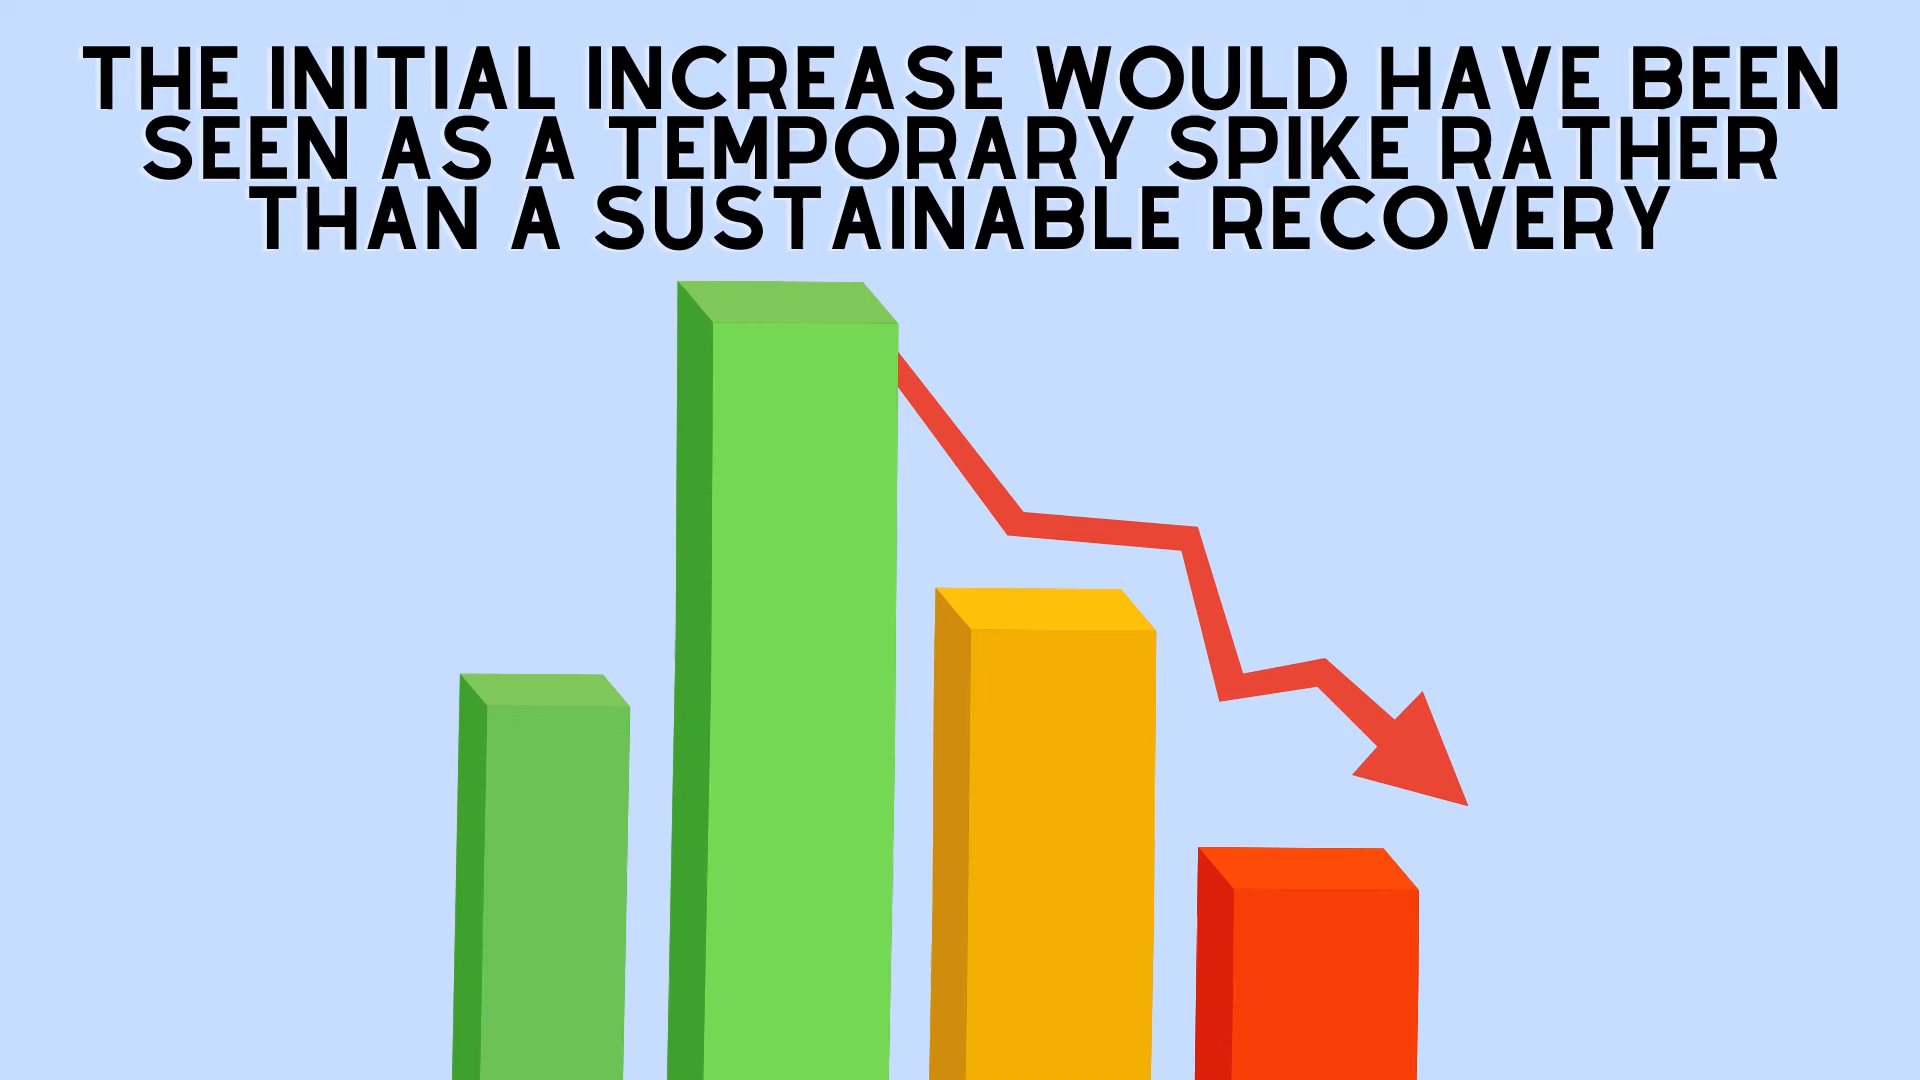 THE INITIAL INCREASE WOULD HAVE BEEN
SEEN AS A TEMPORARY SPIKE RATHER
THAN A SUSTAINABLE RECOVERY